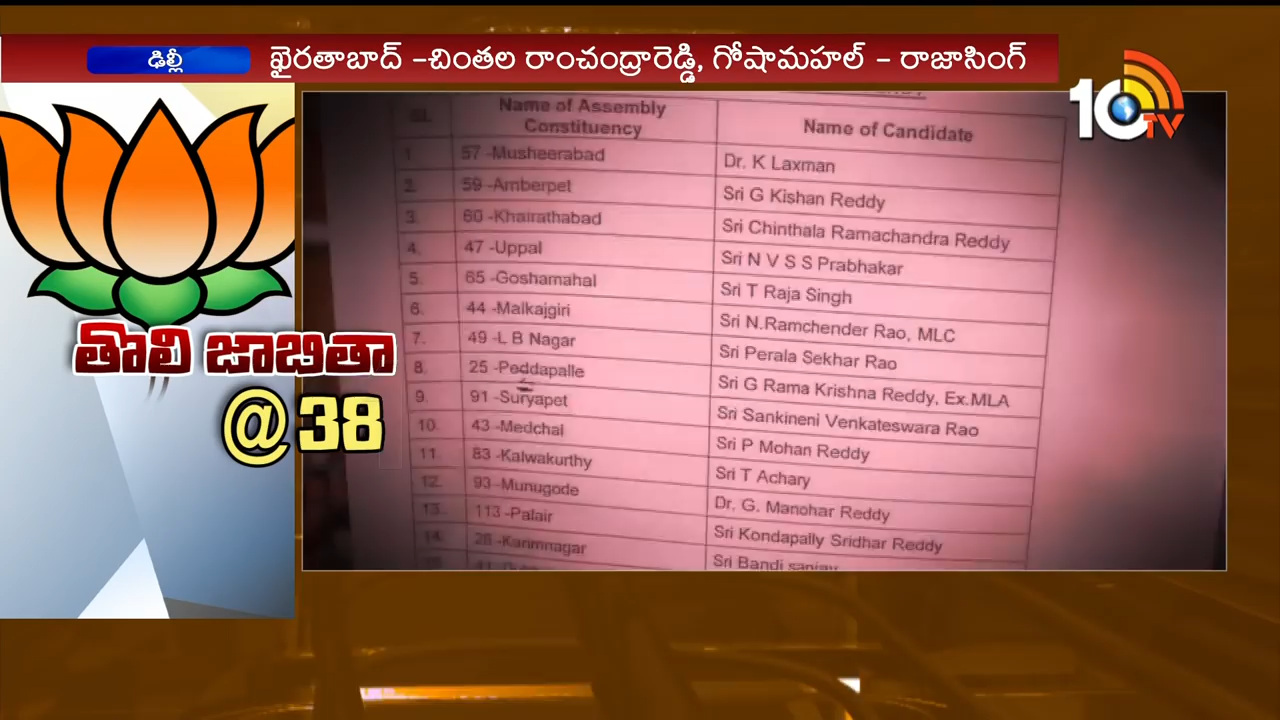 ఢిల్లీ
ఖైరతాబాద్ –చింతల రాంచంద్రారెడ్డి, గోషామహల్ – రాజాసింగ్
10TV
తొలి జాబితా
@38
Name of Assembly Constituency Name of Candidate
1. 57 -Musheerabad Dr. K Laxman
2. 59 -Amberpet Sri G Kishan Reddy
3. 60 -Khairathabad Sri Chinthala Ramachandra Reddy
4. 47 -Uppal Sri N V S S Prabhakar
5. 65 -Goshamahal Sri T Raja Singh
6. 44 -Malkajgiri Sri N.Ramchender Rao, MLC
7. 49 -L B Nagar Sri Perala Sekhar Rao
8. 25 -Peddapalle Sri G Rama Krishna Reddy, Ex.MLA
9. 91 -Suryapet Sri Sankineni Venkateswara Rao
10. 43 -Medchal Sri P Mohan Reddy
11. 83 -Kalwakurthy Sri T Achary
12. 93 -Munugode Dr. G. Manohar Reddy
13. 113 -Palair Sri Kondapally Sridhar Reddy
14. 26 -Karimnagar Sri Bandi sanjay